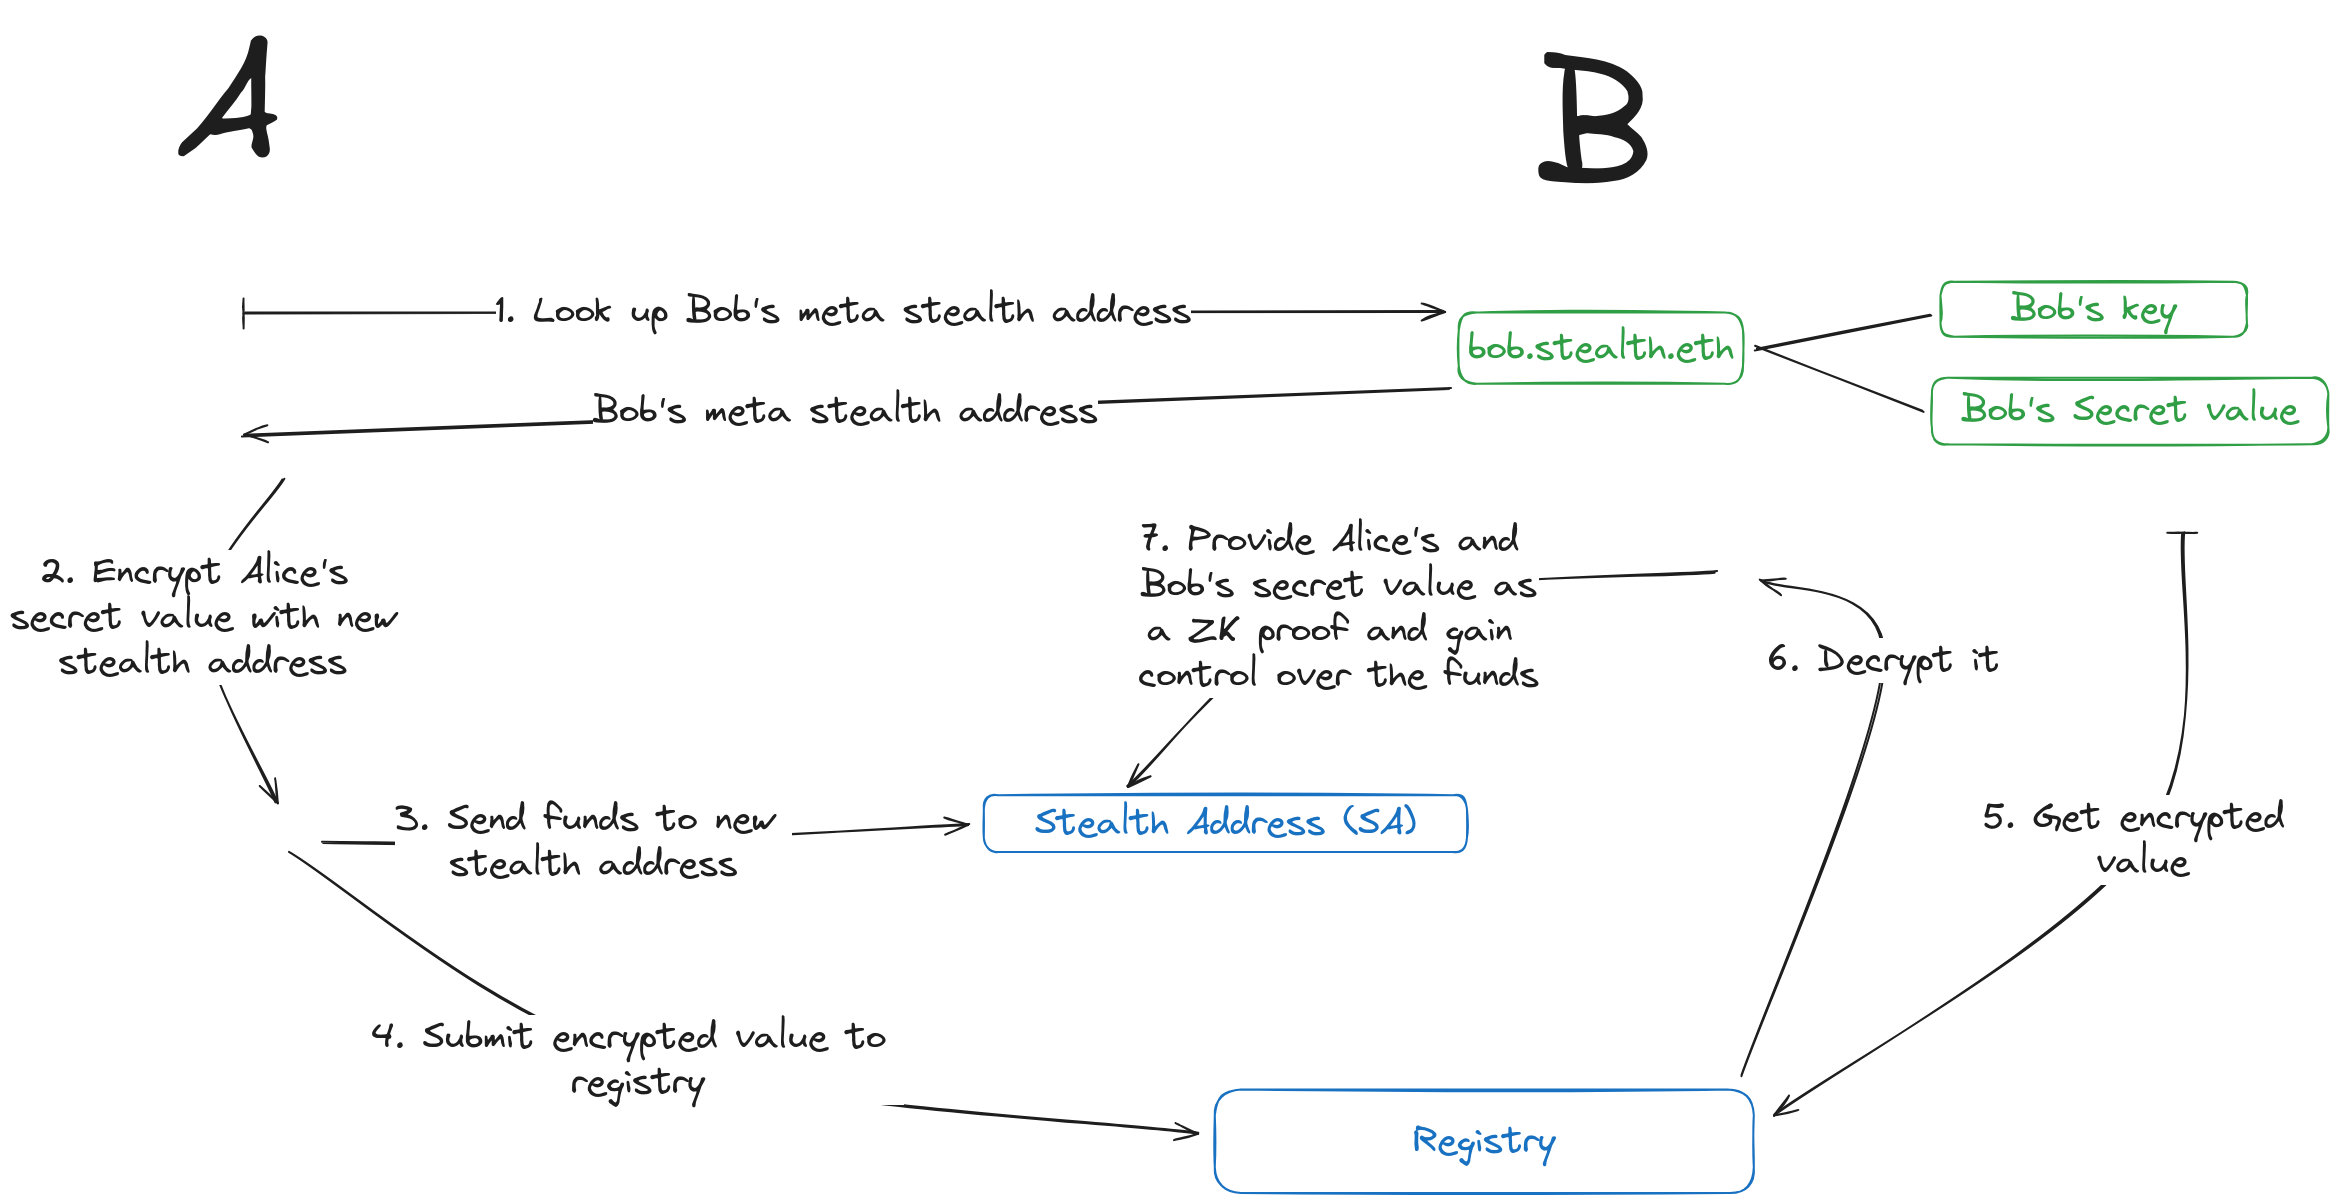 A
B
1. Look up Bob's meta stealth address
bob.stealth.eth
Bob's key
Bob's Secret value
Bob's meta stealth address
2. Encrypt Alice's
secret value with new
stealth address
7. Provide Alice's and
Bob's secret value as
a ZK proof and gain
control over the funds
6. Decrypt it
3. Send funds to new
stealth address
Stealth Address (SA)
5. Get encrypted
value
4. Submit encrypted value to
registry
Registry